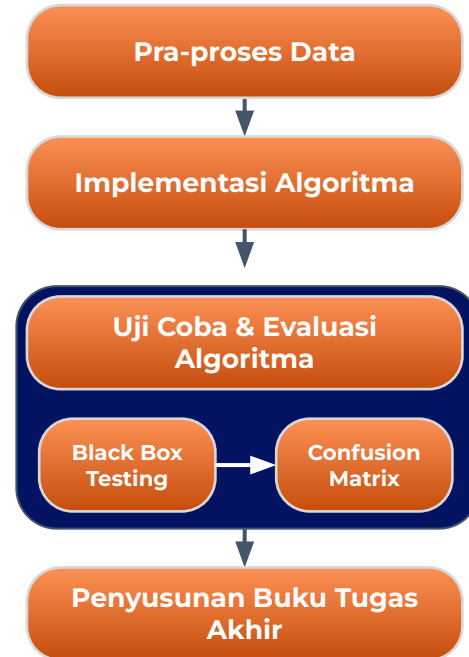 Pra-proses Data
Implementasi Algoritma
Uji Coba & Evaluasi
Algoritma
Black Box
Testing
Confusion
Matrix
Penyusunan Buku Tugas
Akhir